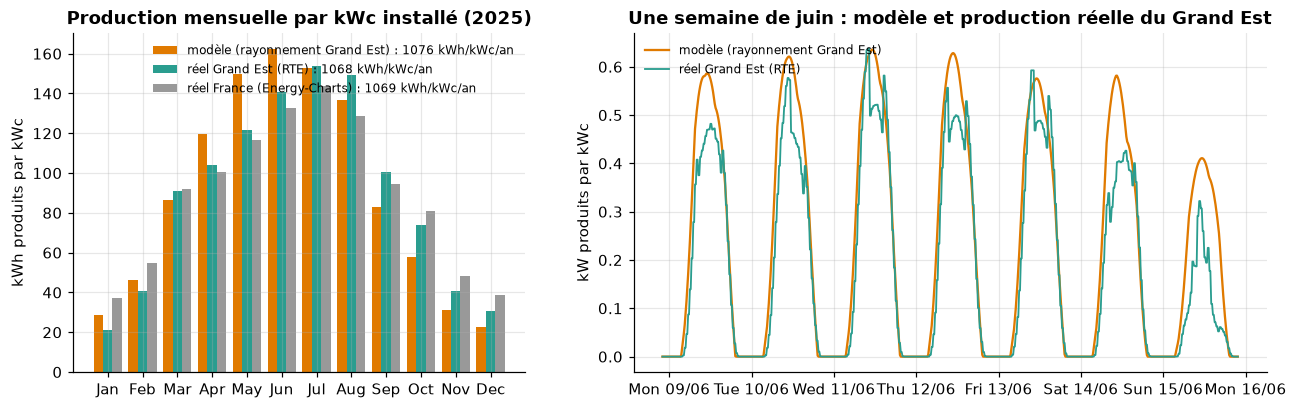 Production mensuelle par kWc installé (2025)
modèle (rayonnement Grand Est) : 1076 kWh/kWc/an
réel Grand Est (RTE) : 1068 kWh/kWc/an
réel France (Energy-Charts) : 1069 kWh/kWc/an
kWh produits par kWc
160
140
120
100
80
60
40
20
0
Jan Feb Mar Apr May Jun Jul Aug Sep Oct Nov Dec
Une semaine de juin : modèle et production réelle du Grand Est
modèle (rayonnement Grand Est)
réel Grand Est (RTE)
kW produits par kWc
0.6
0.5
0.4
0.3
0.2
0.1
0.0
Mon 09/06 Tue 10/06 Wed 11/06 Thu 12/06 Fri 13/06 Sat 14/06 Sun 15/06 Mon 16/06